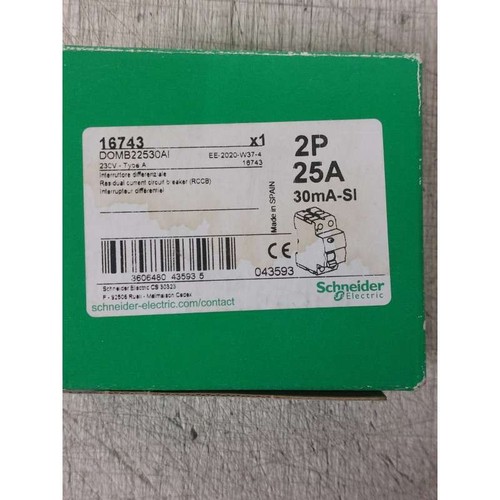 16743 x1
DOMB22530AI EE-2020-W37-4
230V - Type A 16743
Interruttore differenziale
Residual current circuit breaker (RCCB)
Interrupteur différentiel
Made in SPAIN
2P
25A
30mA-SI
3606480 43593 5
CE
043593
Schneider Electric CS 30323
F - 92506 Rueil - Malmaison Cedex
schneider-electric.com/contact
Schneider
Electric